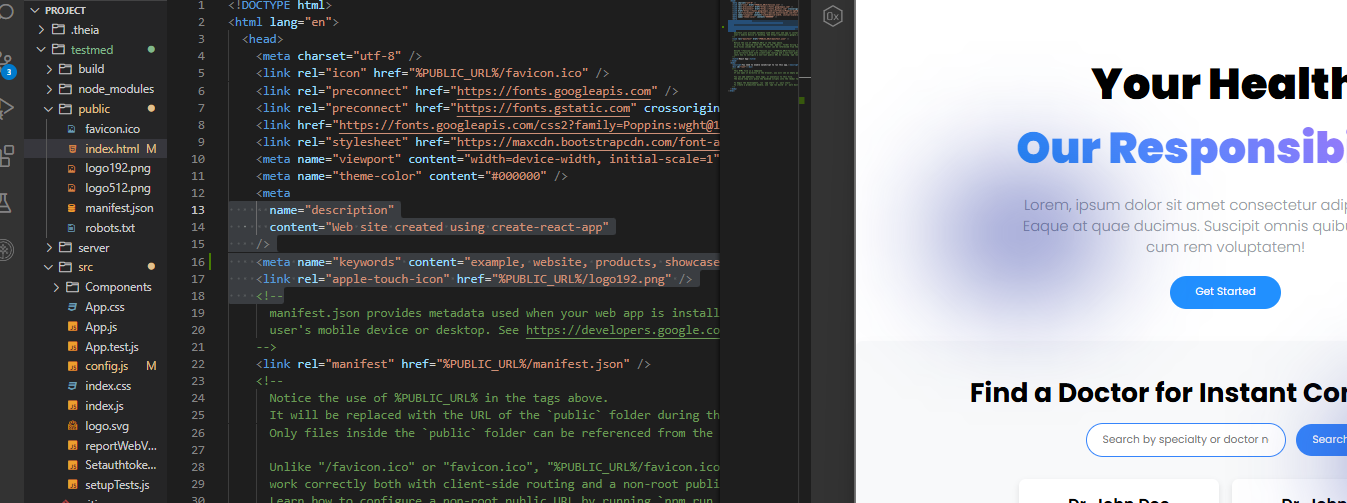 PROJECT
.theia
testmed
build
node_modules
public
favicon.ico
index.html M
logo192.png
logo512.png
manifest.json
robots.txt
server
src
Components
App.css
App.js
App.test.js
config.js M
index.css
index.js
logo.svg
reportWebV...
Setauthtoke...
setupTests.js
3
1 <!DOCTYPE html>
2 <html lang="en">
3 <head>
4 <meta charset="utf-8" />
5 <link rel="icon" href="%PUBLIC_URL%/favicon.ico" />
6 <link rel="preconnect" href="https://fonts.googleapis.com" />
7 <link rel="preconnect" href="https://fonts.gstatic.com" crossorigin
8 <link href="https://fonts.googleapis.com/css2?family=Poppins:wght@1
9 <link rel="stylesheet" href="https://maxcdn.bootstrapcdn.com/font-a
10 <meta name="viewport" content="width=device-width, initial-scale=1"
11 <meta name="theme-color" content="#000000" />
12 <meta
13 name="description"
14 content="Web site created using create-react-app"
15 />
16 <meta name="keywords" content="example, website, products, showcase
17 <link rel="apple-touch-icon" href="%PUBLIC_URL%/logo192.png" />
18 <!--
19 manifest.json provides metadata used when your web app is install
20 user's mobile device or desktop. See https://developers.google.co
21 -->
22 <link rel="manifest" href="%PUBLIC_URL%/manifest.json" />
23 <!--
24 Notice the use of %PUBLIC_URL% in the tags above.
25 It will be replaced with the URL of the `public` folder during th
26 Only files inside the `public` folder can be referenced from the
27
28 Unlike "/favicon.ico" or "favicon.ico", "%PUBLIC_URL%/favicon.ico
29 work correctly both with client-side routing and a non-root publi
30 Learn how to configure a non-root public URL by running `npm run
0x
Your Health
Our Responsibi
Lorem, ipsum dolor sit amet consectetur adip
Eaque at quae ducimus. Suscipit omnis quibu
cum rem voluptatem!
Get Started
Find a Doctor for Instant Con
Search by specialty or doctor n
Search
Dr. John Doe